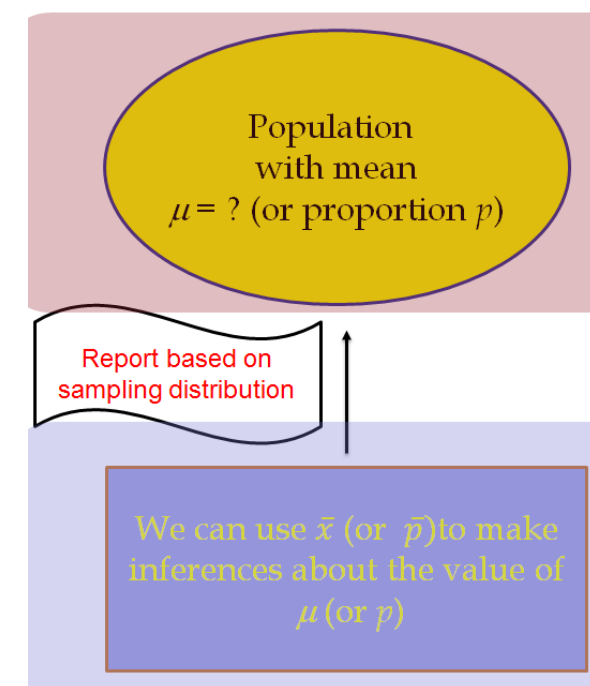 Population
with mean
μ = ? (or proportion p)
Report based on
sampling distribution
We can use x̄ (or p̄)to make
inferences about the value of
μ (or p)